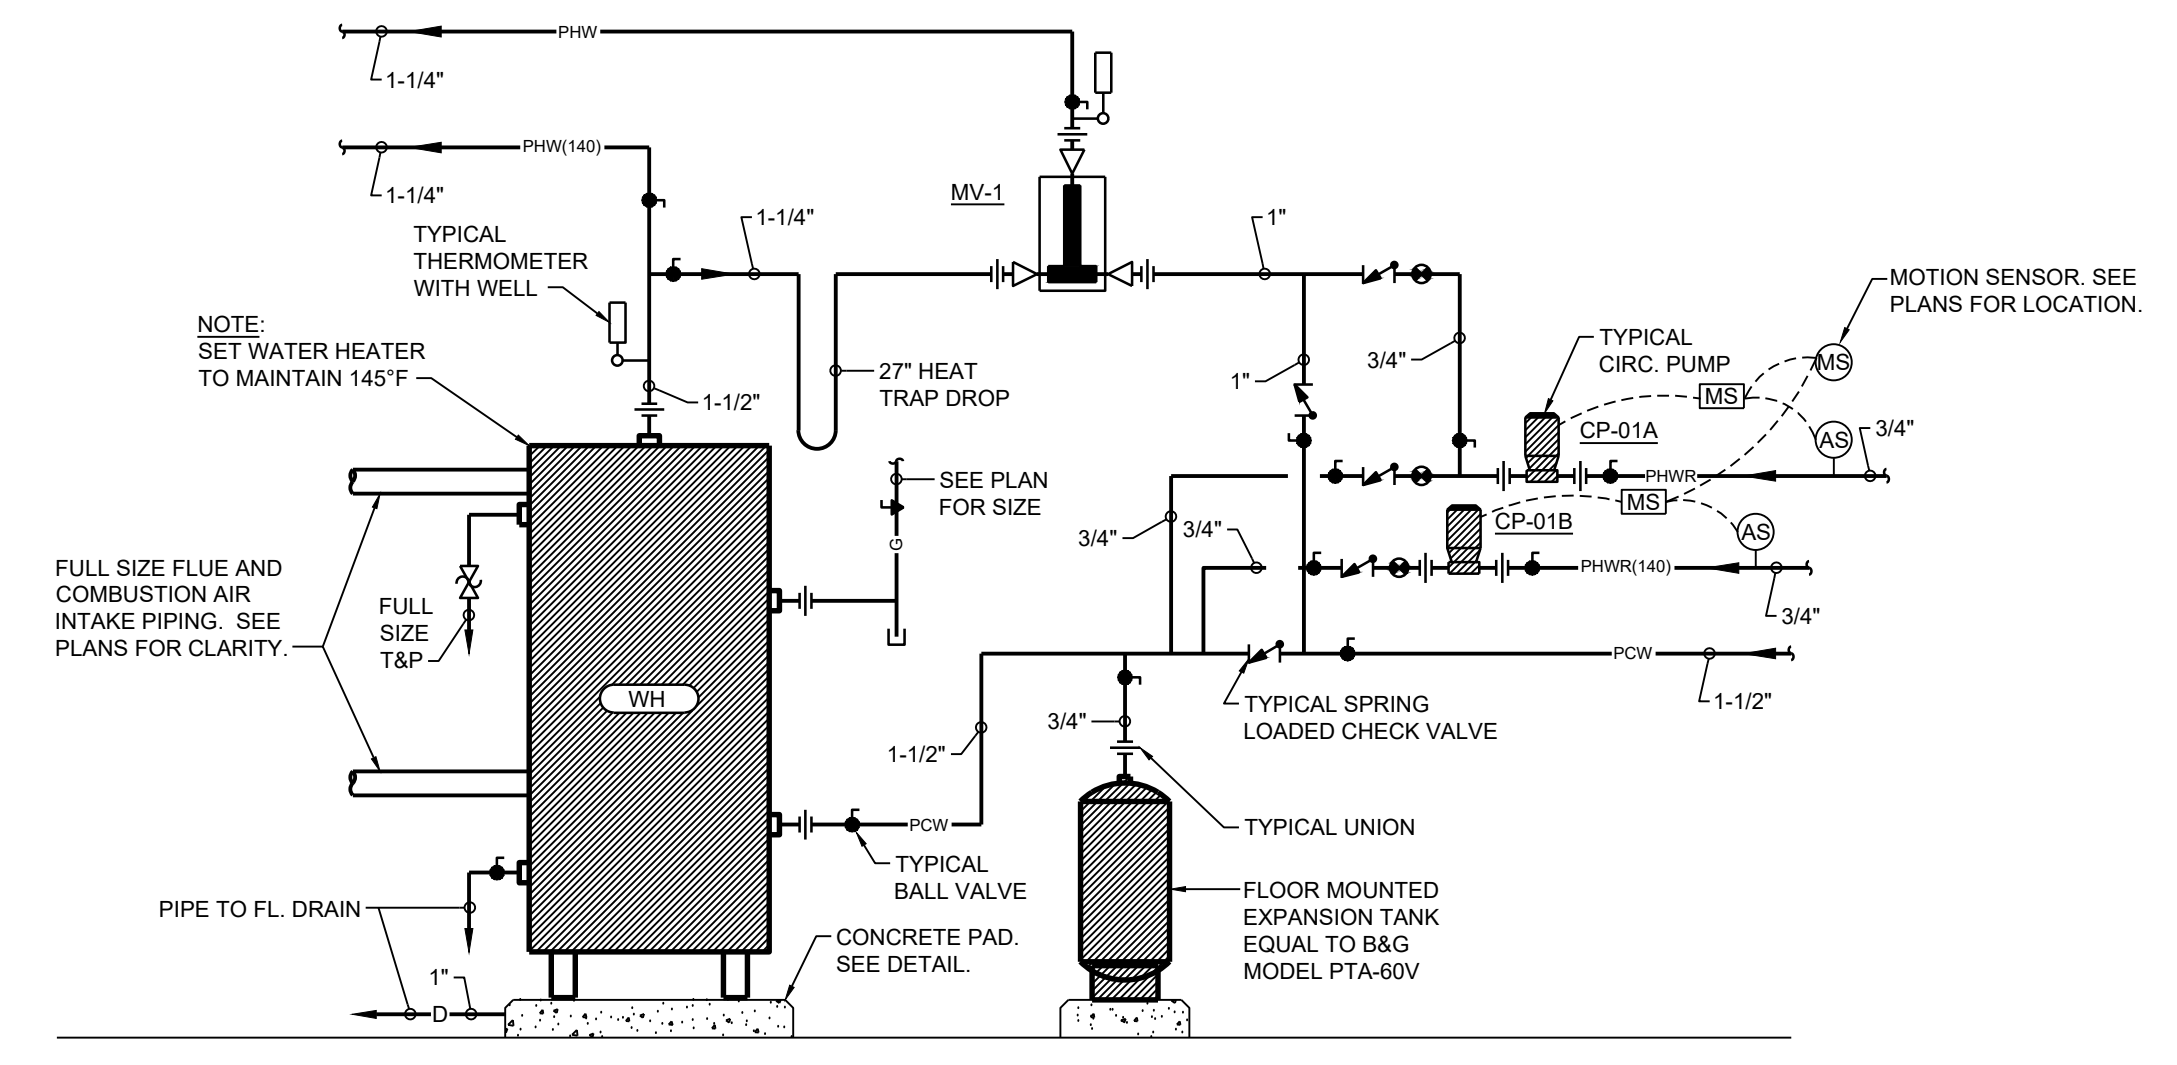 PHW
1-1/4"
PHW(140)
1-1/4"
TYPICAL
THERMOMETER
WITH WELL
1-1/4"
MV-1
1"
MOTION SENSOR. SEE
PLANS FOR LOCATION.
NOTE:
SET WATER HEATER
TO MAINTAIN 145°F
1-1/2"
27" HEAT
TRAP DROP
1"
3/4"
TYPICAL
CIRC. PUMP
MS
MS
CP-01A
AS
3/4"
PHWR
SEE PLAN
FOR SIZE
G
3/4"
3/4"
MS
CP-01B
AS
PHWR(140)
3/4"
FULL SIZE FLUE AND
COMBUSTION AIR
INTAKE PIPING.  SEE
PLANS FOR CLARITY.
FULL
SIZE
T&P
WH
PCW
1-1/2"
TYPICAL SPRING
LOADED CHECK VALVE
3/4"
1-1/2"
PCW
TYPICAL UNION
TYPICAL
BALL VALVE
PIPE TO FL. DRAIN
FLOOR MOUNTED
EXPANSION TANK
EQUAL TO B&G
MODEL PTA-60V
CONCRETE PAD.
SEE DETAIL.
1"
D